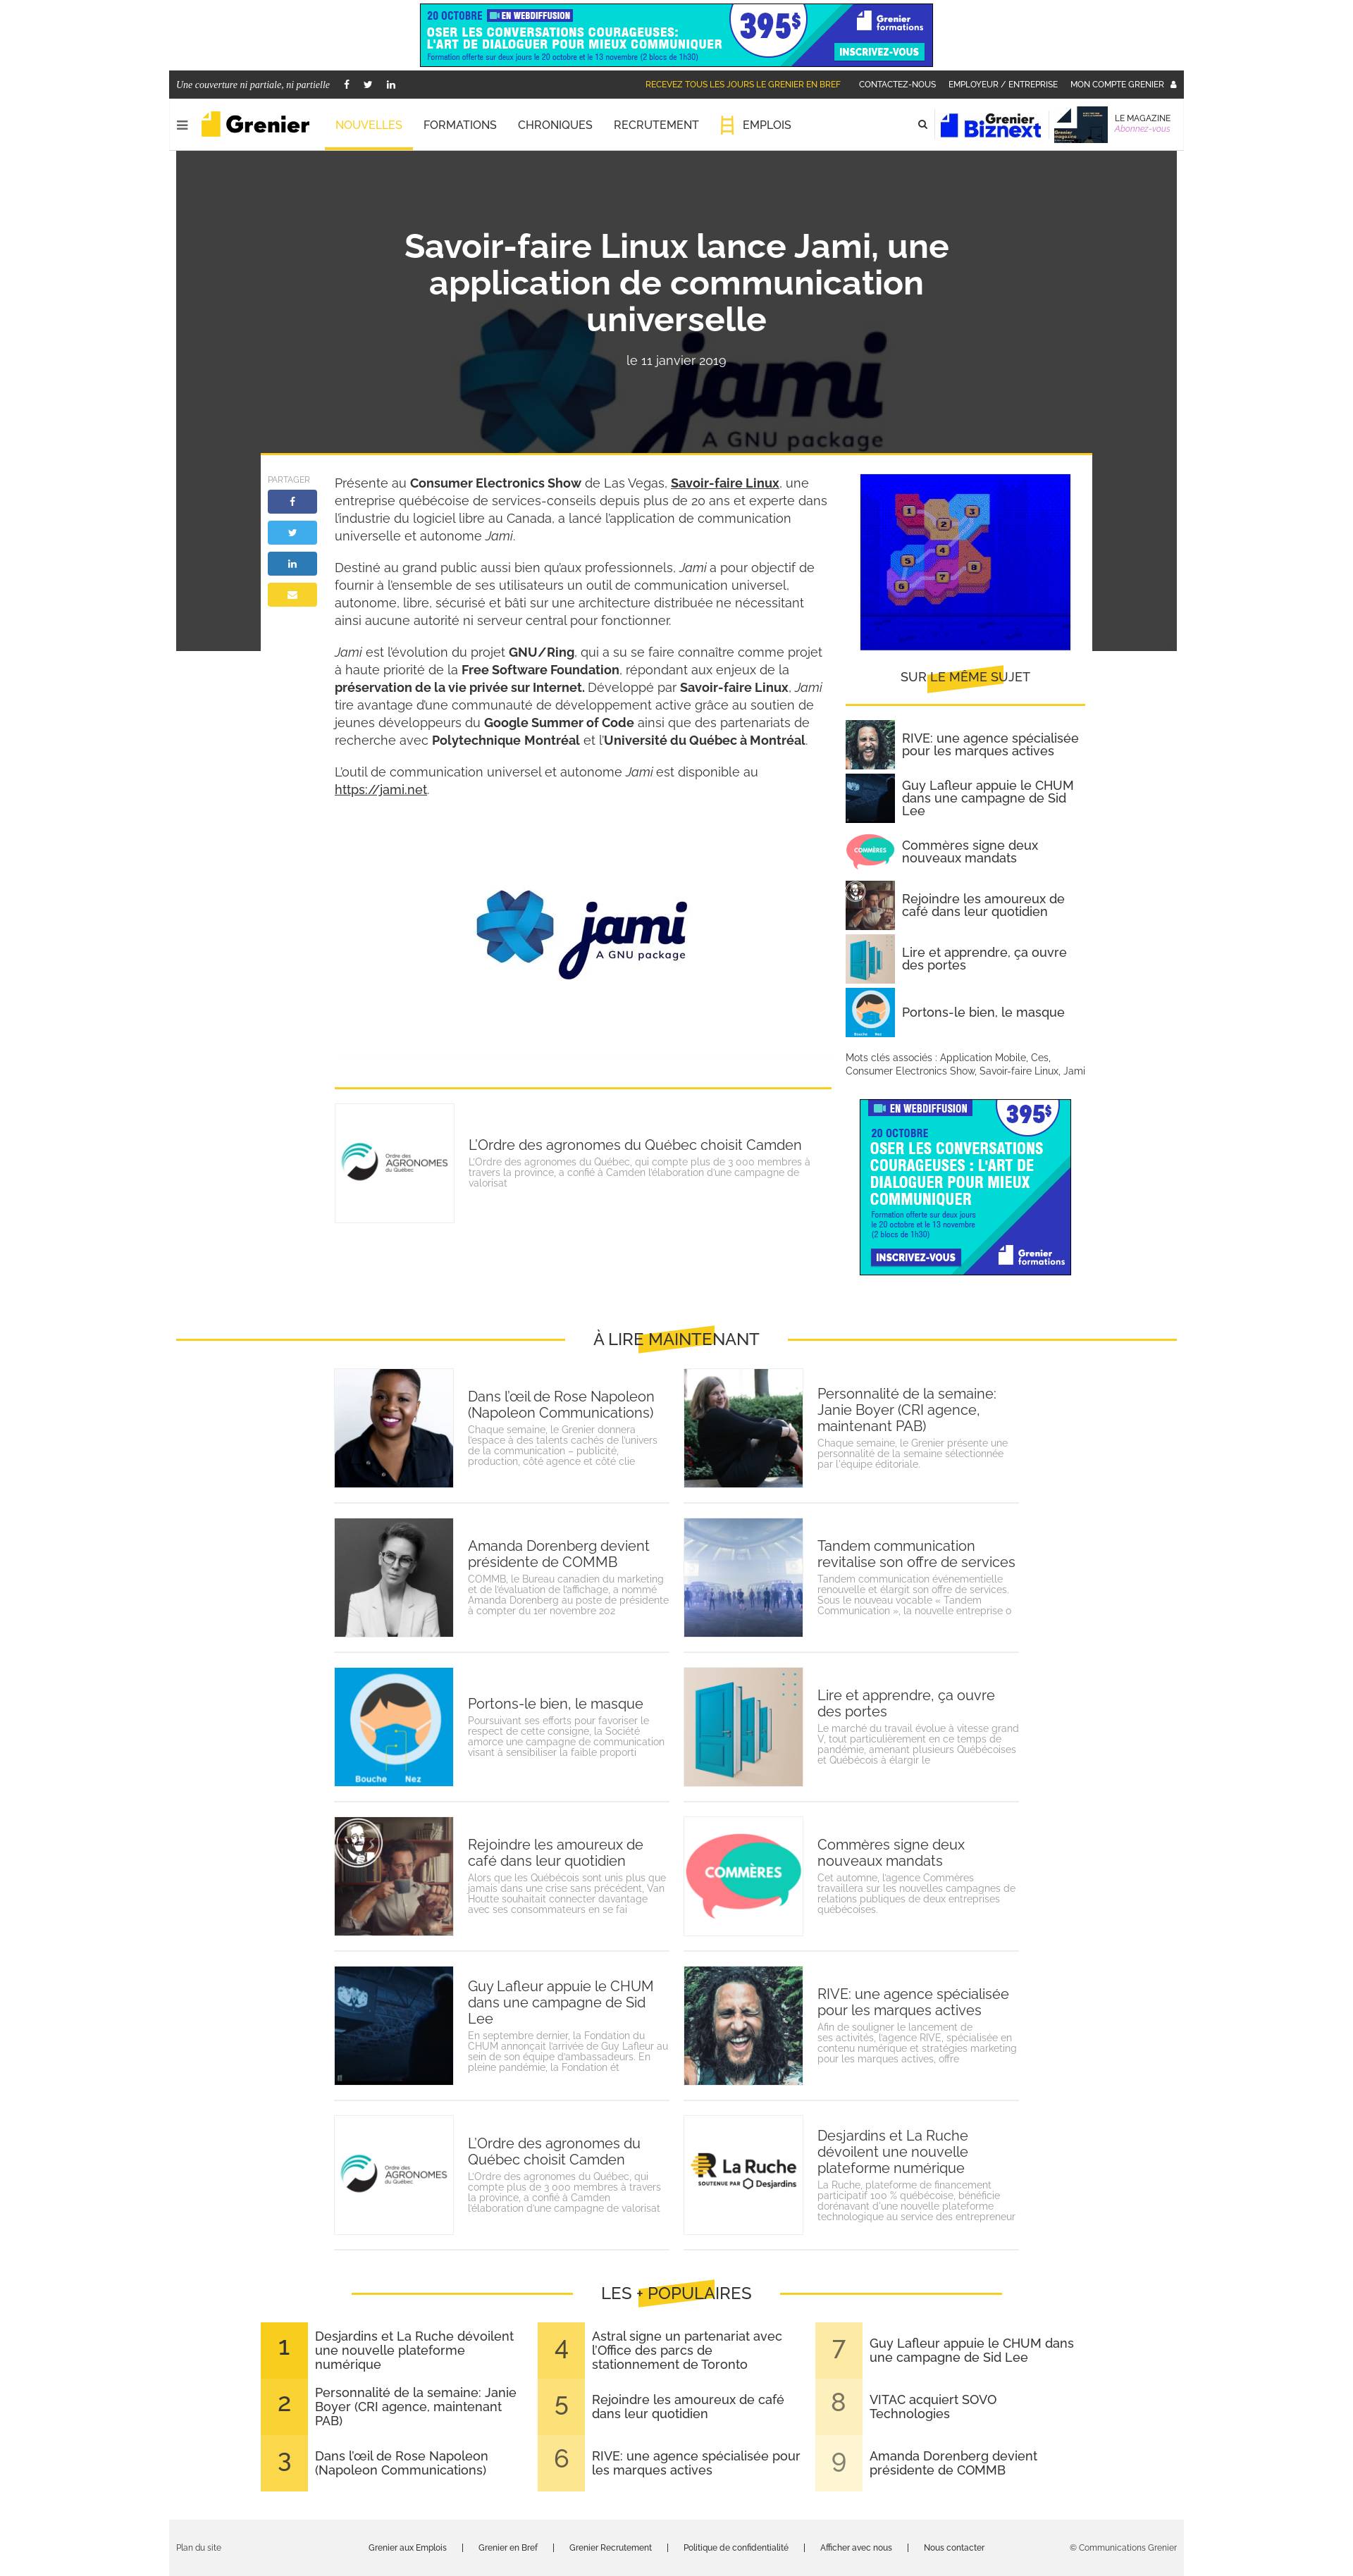 20 OCTOBRE EN WEBDIFFUSION
OSER LES CONVERSATIONS COURAGEUSES:
L'ART DE DIALOGUER POUR MIEUX COMMUNIQUER
Formation offerte sur deux jours le 20 octobre et le 13 novembre (2 blocs de 1h30)
395$
Grenier
formations
INSCRIVEZ-VOUS
Une couverture ni partiale, ni partielle
RECEVEZ TOUS LES JOURS LE GRENIER EN BREF
CONTACTEZ-NOUS
EMPLOYEUR / ENTREPRISE
MON COMPTE GRENIER
Grenier
NOUVELLES
FORMATIONS
CHRONIQUES
RECRUTEMENT
EMPLOIS
Grenier
Biznext
LE MAGAZINE
Abonnez-vous
Savoir-faire Linux lance Jami, une
application de communication
universelle
le 11 janvier 2019
jami
A GNU package
PARTAGER
Présente au Consumer Electronics Show de Las Vegas, Savoir-faire Linux, une
entreprise québécoise de services-conseils depuis plus de 20 ans et experte dans
l'industrie du logiciel libre au Canada, a lancé l'application de communication
universelle et autonome Jami.
Destiné au grand public aussi bien qu'aux professionnels, Jami a pour objectif de
fournir à l'ensemble de ses utilisateurs un outil de communication universel,
autonome, libre, sécurisé et bâti sur une architecture distribuée ne nécessitant
ainsi aucune autorité ni serveur central pour fonctionner.
Jami est l'évolution du projet GNU/Ring, qui a su se faire connaître comme projet
à haute priorité de la Free Software Foundation, répondant aux enjeux de la
préservation de la vie privée sur Internet. Développé par Savoir-faire Linux, Jami
tire avantage d'une communauté de développement active grâce au soutien de
jeunes développeurs du Google Summer of Code ainsi que des partenariats de
recherche avec Polytechnique Montréal et l'Université du Québec à Montréal.
L'outil de communication universel et autonome Jami est disponible au
https://jami.net.
jami
A GNU package
1
2
3
4
5
6
7
8
SUR LE MÊME SUJET
RIVE: une agence spécialisée
pour les marques actives
Guy Lafleur appuie le CHUM
dans une campagne de Sid
Lee
COMMÈRES
Commères signe deux
nouveaux mandats
Rejoindre les amoureux de
café dans leur quotidien
Lire et apprendre, ça ouvre
des portes
Bouche Nez
Portons-le bien, le masque
Mots clés associés : Application Mobile, Ces,
Consumer Electronics Show, Savoir-faire Linux, Jami
EN WEBDIFFUSION
395$
20 OCTOBRE
OSER LES CONVERSATIONS
COURAGEUSES : L'ART DE
DIALOGUER POUR MIEUX
COMMUNIQUER
Formation offerte sur deux jours
le 20 octobre et le 13 novembre
(2 blocs de 1h30)
INSCRIVEZ-VOUS
Grenier
formations
Ordre des
AGRONOMES
du Québec
L'Ordre des agronomes du Québec choisit Camden
L'Ordre des agronomes du Québec, qui compte plus de 3 000 membres à
travers la province, a confié à Camden l'élaboration d'une campagne de
valorisat
À LIRE MAINTENANT
Dans l'œil de Rose Napoleon
(Napoleon Communications)
Chaque semaine, le Grenier donnera
l'espace à des talents cachés de l'univers
de la communication – publicité,
production, côté agence et côté clie
Personnalité de la semaine:
Janie Boyer (CRI agence,
maintenant PAB)
Chaque semaine, le Grenier présente une
personnalité de la semaine sélectionnée
par l'équipe éditoriale.
Amanda Dorenberg devient
présidente de COMMB
COMMB, le Bureau canadien du marketing
et de l'évaluation de l'affichage, a nommé
Amanda Dorenberg au poste de présidente
à compter du 1er novembre 202
Tandem communication
revitalise son offre de services
Tandem communication événementielle
renouvelle et élargit son offre de services.
Sous le nouveau vocable « Tandem
Communication », la nouvelle entreprise o
Bouche Nez
Portons-le bien, le masque
Poursuivant ses efforts pour favoriser le
respect de cette consigne, la Société
amorce une campagne de communication
visant à sensibiliser la faible proporti
Lire et apprendre, ça ouvre
des portes
Le marché du travail évolue à vitesse grand
V, tout particulièrement en ce temps de
pandémie, amenant plusieurs Québécoises
et Québécois à élargir le
Rejoindre les amoureux de
café dans leur quotidien
Alors que les Québécois sont unis plus que
jamais dans une crise sans précédent, Van
Houtte souhaitait connecter davantage
avec ses consommateurs en se fai
COMMÈRES
Commères signe deux
nouveaux mandats
Cet automne, l'agence Commères
travaillera sur les nouvelles campagnes de
relations publiques de deux entreprises
québécoises.
Guy Lafleur appuie le CHUM
dans une campagne de Sid
Lee
En septembre dernier, la Fondation du
CHUM annonçait l'arrivée de Guy Lafleur au
sein de son équipe d'ambassadeurs. En
pleine pandémie, la Fondation ét
RIVE: une agence spécialisée
pour les marques actives
Afin de souligner le lancement de
ses activités, l'agence RIVE, spécialisée en
contenu numérique et stratégies marketing
pour les marques actives, offre
Ordre des
AGRONOMES
du Québec
L'Ordre des agronomes du
Québec choisit Camden
L'Ordre des agronomes du Québec, qui
compte plus de 3 000 membres à travers
la province, a confié à Camden
l'élaboration d'une campagne de valorisat
La Ruche
SOUTENUE PAR Desjardins
Desjardins et La Ruche
dévoilent une nouvelle
plateforme numérique
La Ruche, plateforme de financement
participatif 100 % québécoise, bénéficie
dorénavant d'une nouvelle plateforme
technologique au service des entrepreneur
LES + POPULAIRES
1
Desjardins et La Ruche dévoilent
une nouvelle plateforme
numérique
2
Personnalité de la semaine: Janie
Boyer (CRI agence, maintenant
PAB)
3
Dans l'œil de Rose Napoleon
(Napoleon Communications)
4
Astral signe un partenariat avec
l'Office des parcs de
stationnement de Toronto
5
Rejoindre les amoureux de café
dans leur quotidien
6
RIVE: une agence spécialisée pour
les marques actives
7
Guy Lafleur appuie le CHUM dans
une campagne de Sid Lee
8
VITAC acquiert SOVO
Technologies
9
Amanda Dorenberg devient
présidente de COMMB
Plan du site
Grenier aux Emplois | Grenier en Bref | Grenier Recrutement | Politique de confidentialité | Afficher avec nous | Nous contacter
© Communications Grenier